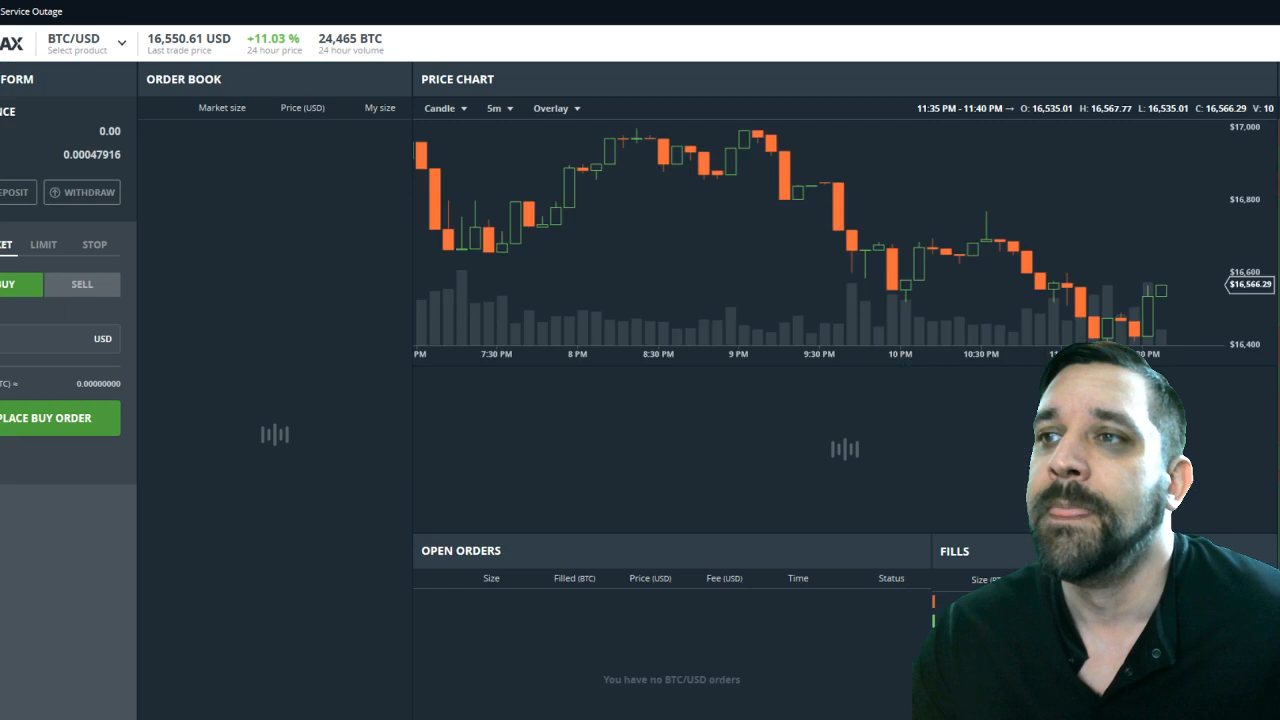 Service Outage
AX
BTC/USD
Select product
16,550.61 USD
Last trade price
+11.03 %
24 hour price
24,465 BTC
24 hour volume
FORM
NCE
0.00
0.00047916
EPOSIT
WITHDRAW
KET
LIMIT
STOP
BUY
SELL
USD
TC) ≈
0.00000000
PLACE BUY ORDER
ORDER BOOK
Market size
Price (USD)
My size
PRICE CHART
Candle
5m
Overlay
11:35 PM - 11:40 PM → O: 16,535.01 H: 16,567.77 L: 16,535.01 C: 16,566.29 V: 10
$17,000
$16,800
$16,600
$16,566.29
$16,400
PM
7:30 PM
8 PM
8:30 PM
9 PM
9:30 PM
10 PM
10:30 PM
PM
OPEN ORDERS
Size
Filled (BTC)
Price (USD)
Fee (USD)
Time
Status
You have no BTC/USD orders
FILLS
Size